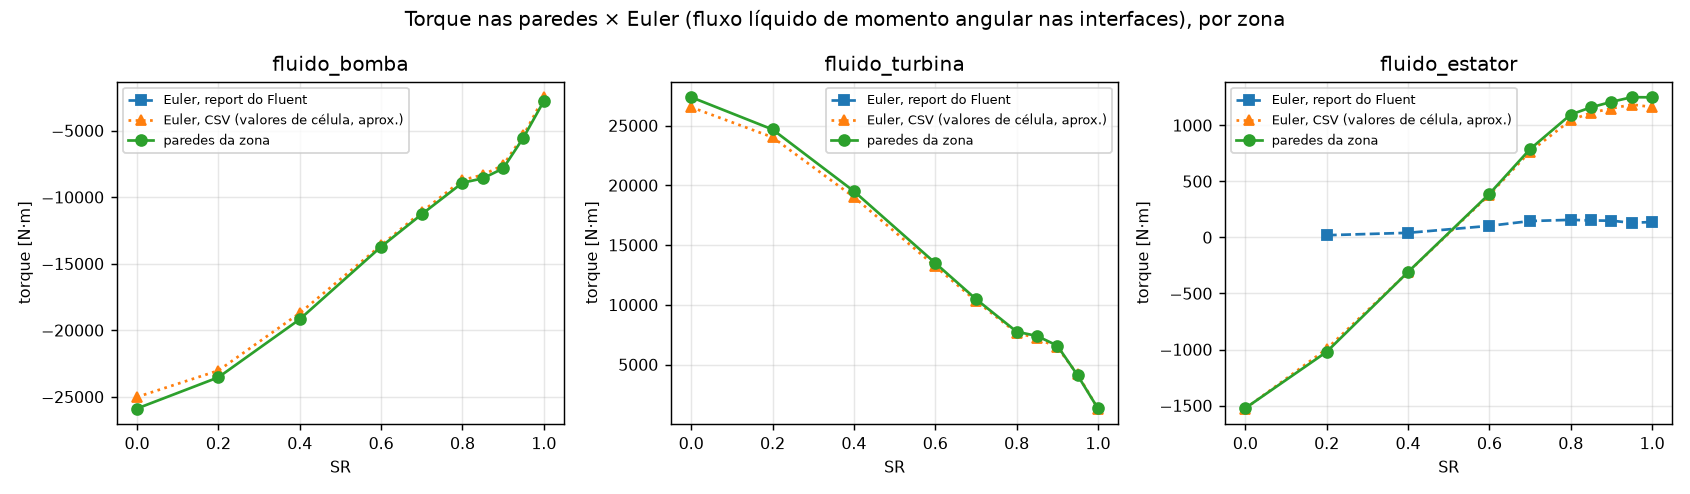 Torque nas paredes × Euler (fluxo líquido de momento angular nas interfaces), por zona
fluido_bomba
Euler, report do Fluent
Euler, CSV (valores de célula, aprox.)
paredes da zona
torque [N·m]
−5000
−10000
−15000
−20000
−25000
0.0 0.2 0.4 0.6 0.8 1.0
SR
fluido_turbina
Euler, report do Fluent
Euler, CSV (valores de célula, aprox.)
paredes da zona
torque [N·m]
25000
20000
15000
10000
5000
0.0 0.2 0.4 0.6 0.8 1.0
SR
fluido_estator
Euler, report do Fluent
Euler, CSV (valores de célula, aprox.)
paredes da zona
torque [N·m]
1000
500
0
−500
−1000
−1500
0.0 0.2 0.4 0.6 0.8 1.0
SR